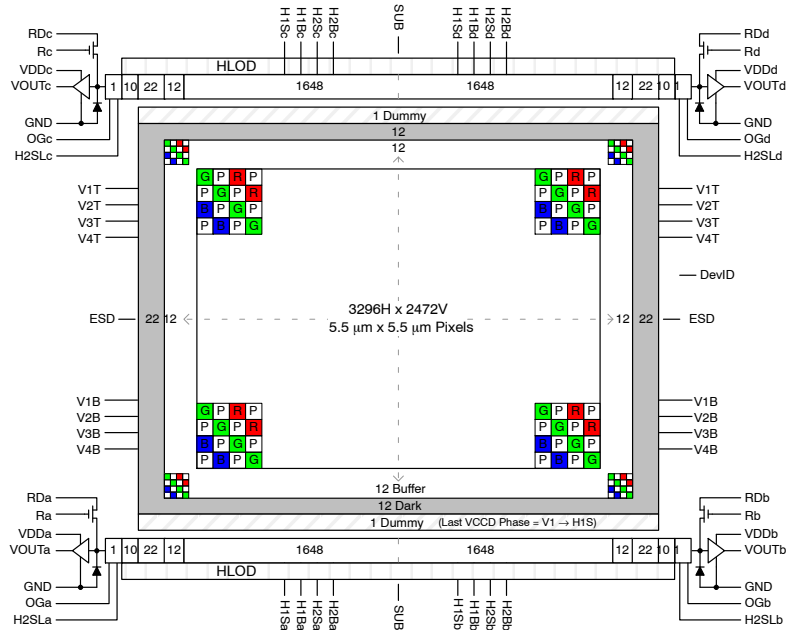 H1Sc H1Bc H2Sc H2Bc SUB H1Sd H1Bd H2Sd H2Bd
RDc RDd
Rc Rd
HLOD
VDDc VDDd
VOUTc 1 10 22 12 1648 1648 12 22 10 1 VOUTd
GND 1 Dummy GND
OGc 12 OGd
H2SLc 12 H2SLd
G P R P G P R P
V1T P G P R P G P R V1T
V2T B P G P B P G P V2T
V3T P B P G P B P G V3T
V4T V4T
DevID
3296H x 2472V
ESD 22 12 12 22 ESD
5.5 μm x 5.5 μm Pixels
V1B V1B
G P R P G P R P
V2B P G P R P G P R V2B
V3B B P G P B P G P V3B
V4B P B P G P B P G V4B
12 Buffer
RDa 12 Dark RDb
Ra 1 Dummy (Last VCCD Phase = V1 → H1S) Rb
VDDa VDDb
VOUTa 1 10 22 12 1648 1648 12 22 10 1 VOUTb
HLOD
GND GND
OGa OGb
H2SLa H2SLb
H1Sa H1Ba H2Sa H2Ba SUB H1Sb H1Bb H2Sb H2Bb